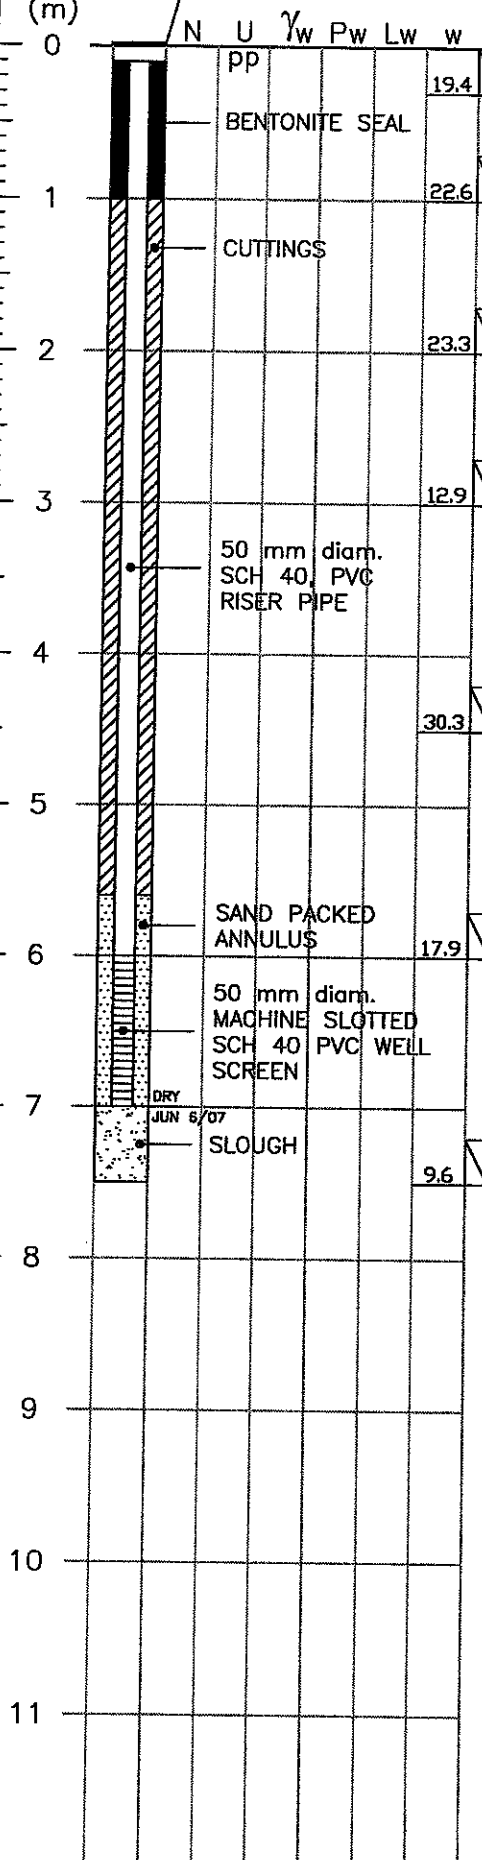 (m)
N U γw Pw Lw w
0
pp
19.4
BENTONITE SEAL
1
22.6
CUTTINGS
2
23.3
3
12.9
50 mm diam.
SCH 40, PVC
RISER PIPE
4
30.3
5
SAND PACKED
ANNULUS
6
17.9
50 mm diam.
MACHINE SLOTTED
SCH 40 PVC WELL
SCREEN
DRY
7
JUN 6/07
SLOUGH
9.6
8
9
10
11